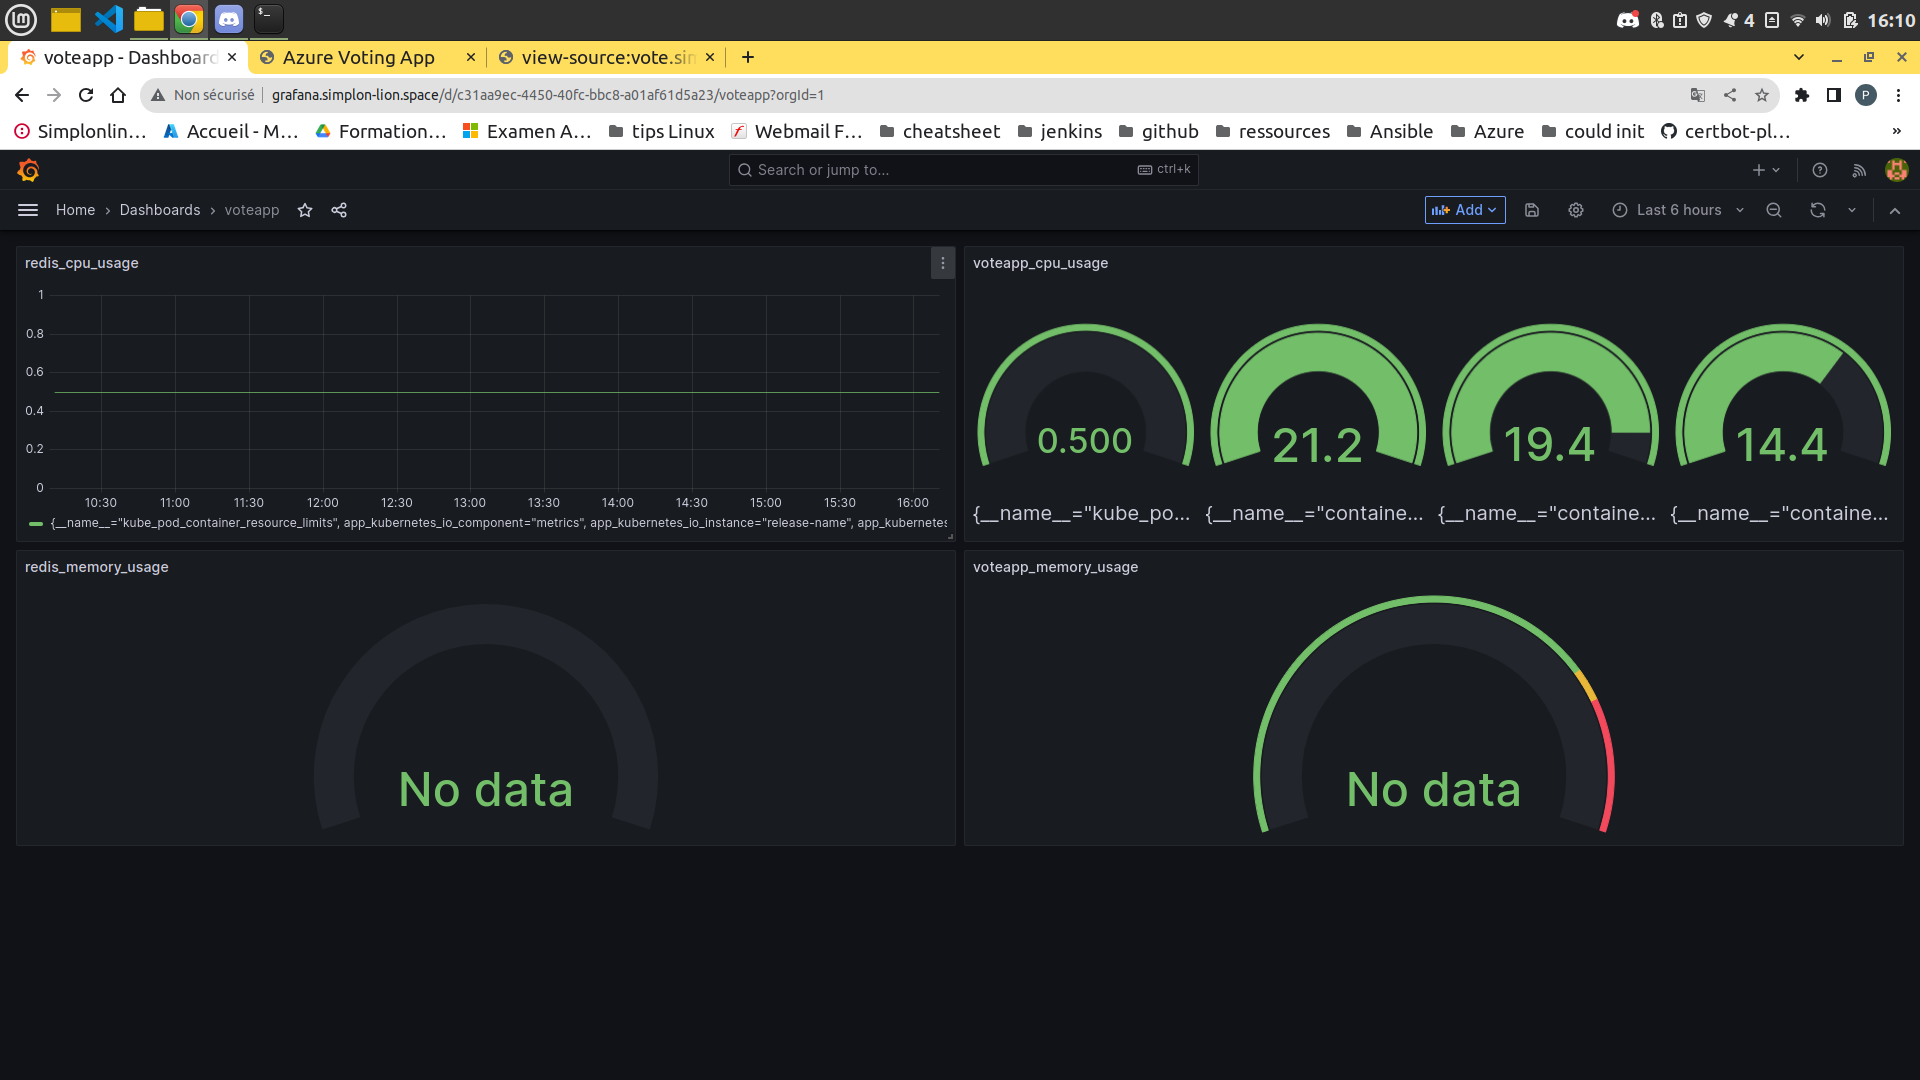 4 16:10
voteapp - Dashboard
Azure Voting App
view-source:vote.sin
Non sécurisé grafana.simplon-lion.space/d/c31aa9ec-4450-40fc-bbc8-a01af61d5a23/voteapp?orgId=1
P
Simplonlin… Accueil - M… Formation… Examen A… tips Linux Webmail F… cheatsheet jenkins github ressources Ansible Azure could init certbot-pl… »
Search or jump to... ctrl+k
Home › Dashboards › voteapp
Add
Last 6 hours
redis_cpu_usage
1
0.8
0.6
0.4
0.2
0
10:30 11:00 11:30 12:00 12:30 13:00 13:30 14:00 14:30 15:00 15:30 16:00
{__name__="kube_pod_container_resource_limits", app_kubernetes_io_component="metrics", app_kubernetes_io_instance="release-name", app_kubernetes
voteapp_cpu_usage
0.500 21.2 19.4 14.4
{__name__="kube_po... {__name__="containe... {__name__="containe... {__name__="containe...
redis_memory_usage
No data
voteapp_memory_usage
No data